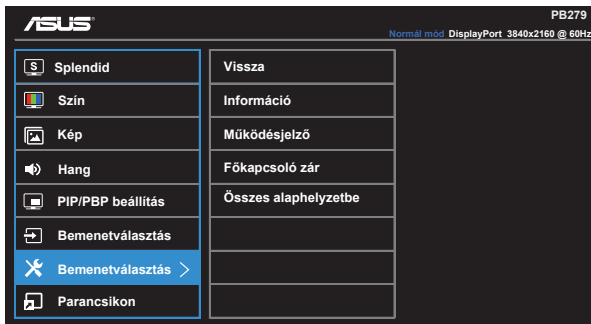 ASUS
PB279
Normál mód DisplayPort 3840x2160 @ 60Hz
S Splendid
Szín
Kép
Hang
PIP/PBP beállítás
Bemenetválasztás
Bemenetválasztás >
Parancsikon
Vissza
Információ
Működésjelző
Főkapcsoló zár
Összes alaphelyzetbe